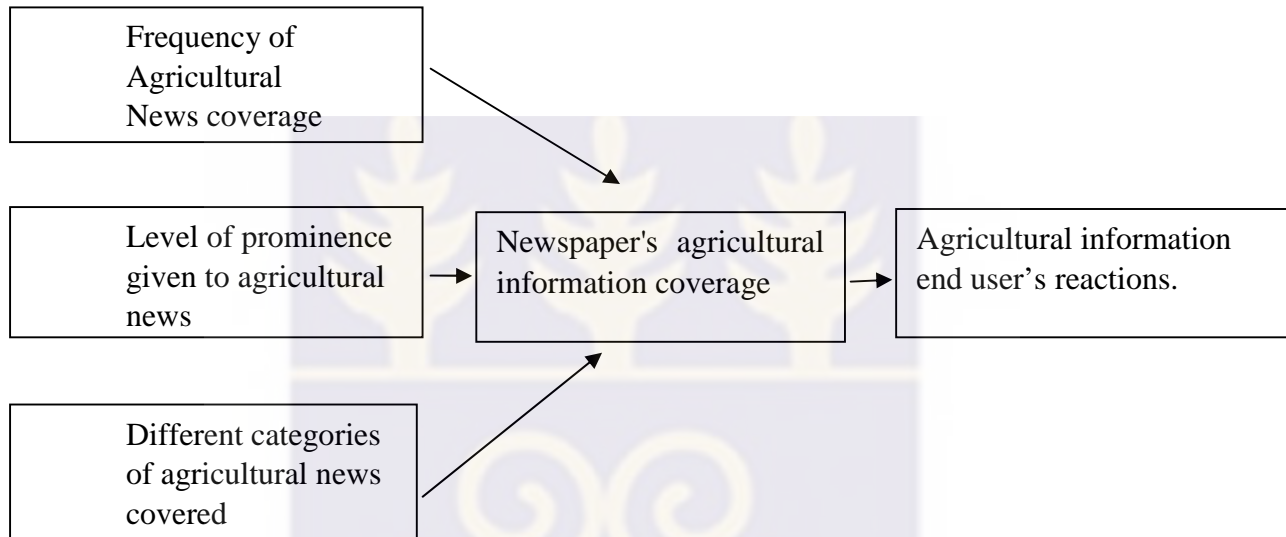 Frequency of
Agricultural
News coverage
Level of prominence
given to agricultural
news
Newspaper's agricultural
information coverage
Agricultural information
end user’s reactions.
Different categories
of agricultural news
covered